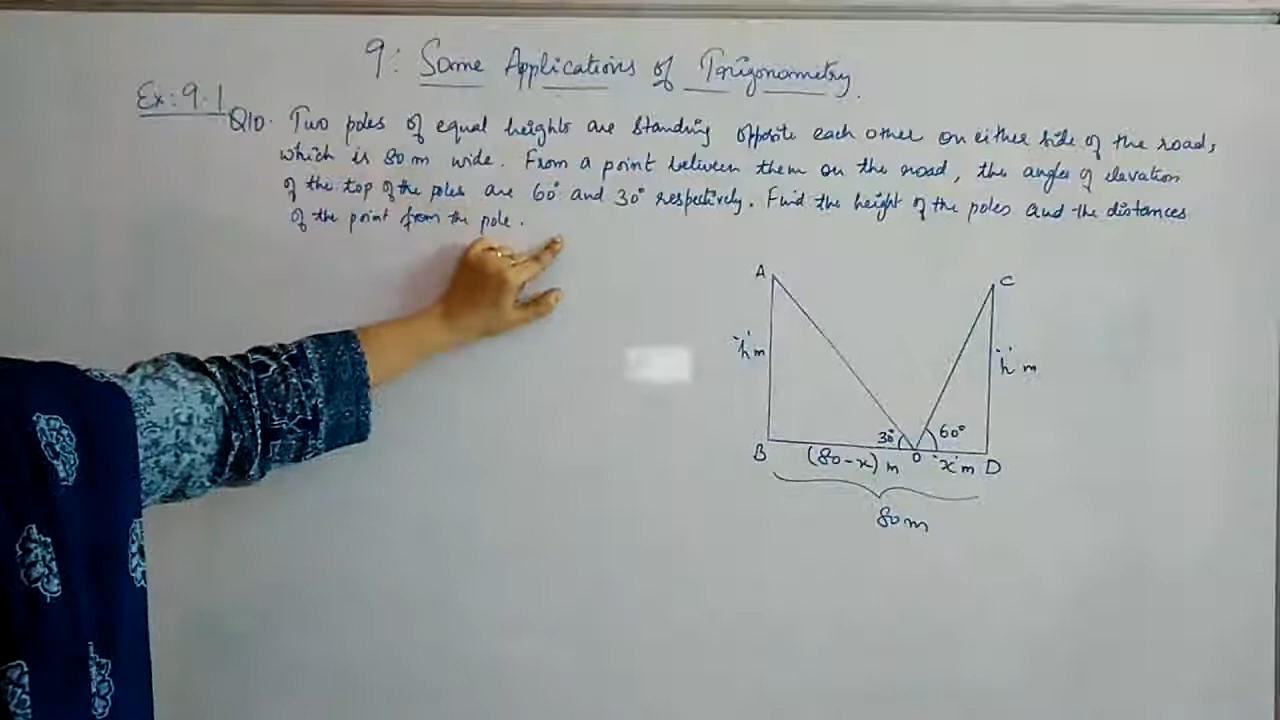 9: Some Applications of Trigonometry.
Ex: 9.1
Q10. Two poles of equal heights are standing opposite each other on either side of the road,
which is 80 m wide. From a point between them on the road, the angles of elevation
of the top of the poles are 60° and 30° respectively. Find the height of the poles and the distances
of the point from the pole.
A
C
'h' m
'h' m
30°
60°
B
(80-x) m
O
'x' m
D
80m